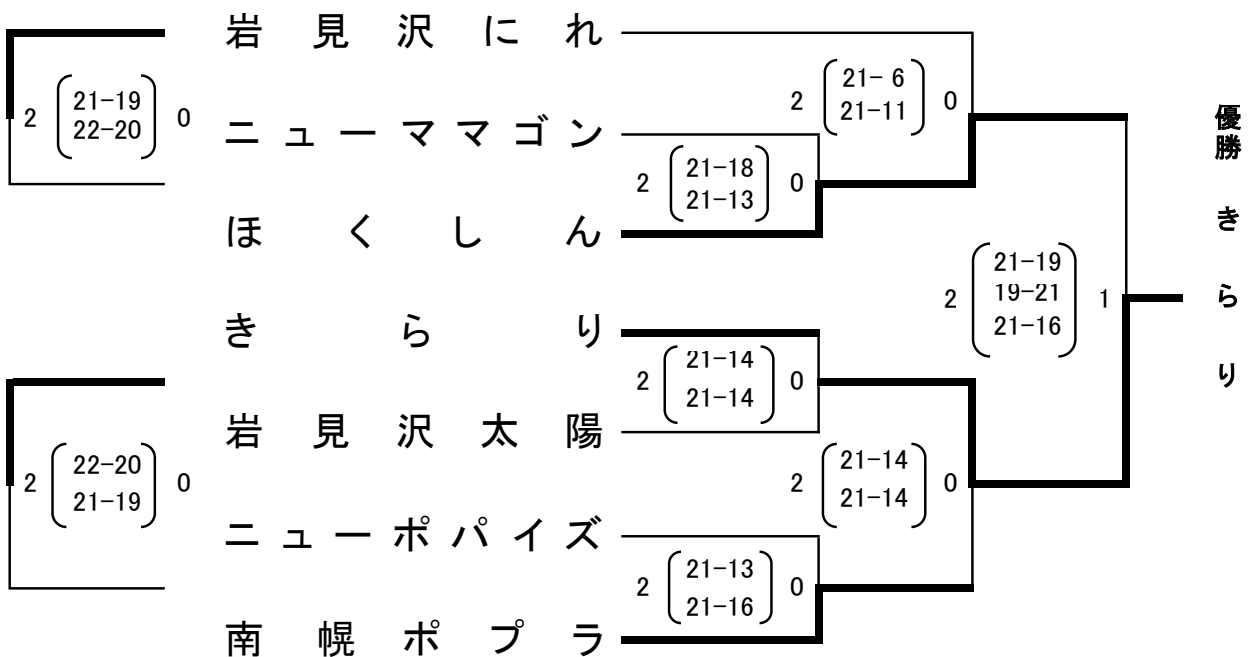 岩見沢にれ
ニューママゴン
ほくしん
きらり
岩見沢太陽
ニューポパイズ
南幌ポプラ
2 21-19 0
22-20
2 22-20 0
21-19
2 21-6 0
21-11
2 21-18 0
21-13
2 21-14 0
21-14
2 21-14 0
21-14
2 21-13 0
21-16
2 21-19 1
19-21
21-16
優勝 きらり